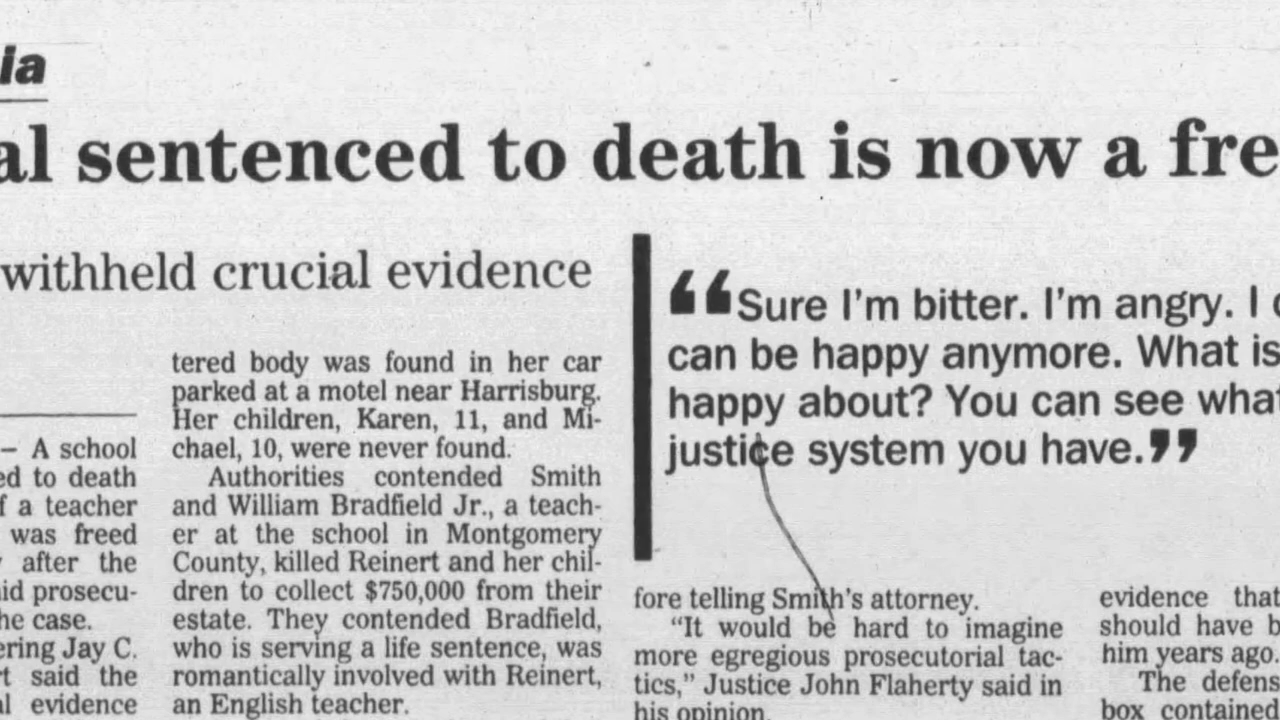 ia
al sentenced to death is now a fre
withheld crucial evidence
– A school
ed to death
f a teacher
was freed
after the
aid prosecu-
he case.
ering Jay C.
rt said the
al evidence
tered body was found in her car
parked at a motel near Harrisburg.
Her children, Karen, 11, and Mi-
chael, 10, were never found.
Authorities contended Smith
and William Bradfield Jr., a teach-
er at the school in Montgomery
County, killed Reinert and her chil-
dren to collect $750,000 from their
estate. They contended Bradfield,
who is serving a life sentence, was
romantically involved with Reinert,
an English teacher.
“Sure I’m bitter. I’m angry. I
can be happy anymore. What is
happy about? You can see what
justice system you have.”
fore telling Smith’s attorney.
“It would be hard to imagine
more egregious prosecutorial tac-
tics,” Justice John Flaherty said in
his opinion.
evidence that
should have b
him years ago.
The defens
box contained